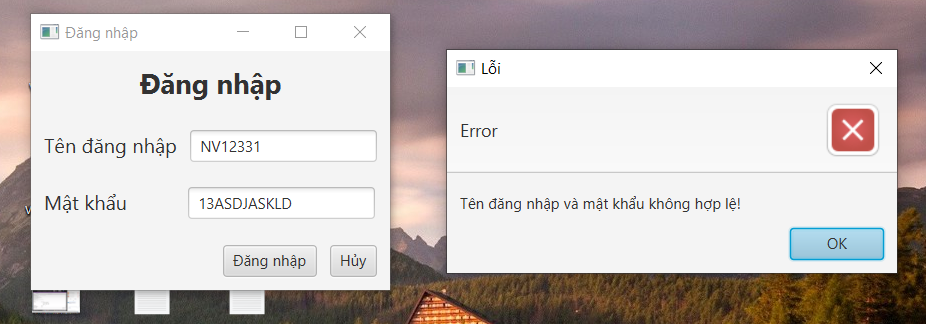 Đăng nhập
Đăng nhập
Tên đăng nhập
NV12331
Mật khẩu
13ASDJASKLD
Đăng nhập
Hủy
Lỗi
Error
Tên đăng nhập và mật khẩu không hợp lệ!
OK